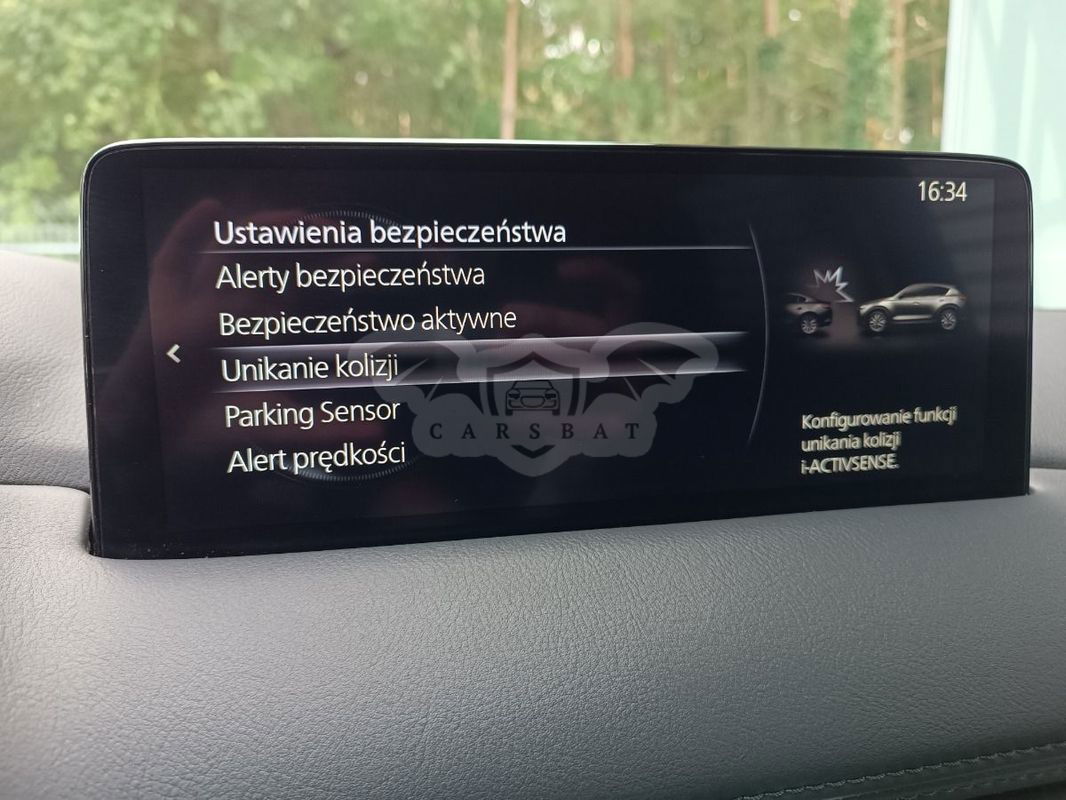 16:34
Ustawienia bezpieczeństwa
Alerty bezpieczeństwa
Bezpieczeństwo aktywne
Unikanie kolizji
Parking Sensor
Alert prędkości
Konfigurowanie funkcji
unikania kolizji
i-ACTIVSENSE.
CARSBAT